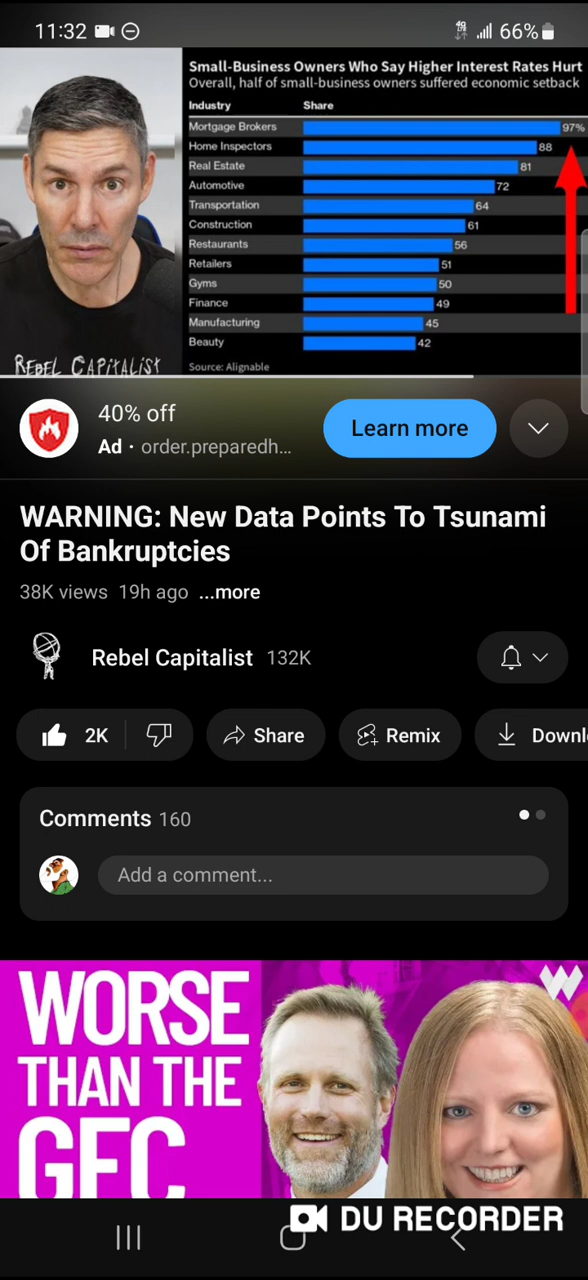 11:32
4G
66%
Small-Business Owners Who Say Higher Interest Rates Hurt
Overall, half of small-business owners suffered economic setback
Industry Share
Mortgage Brokers 97%
Home Inspectors 88
Real Estate 81
Automotive 72
Transportation 64
Construction 61
Restaurants 56
Retailers 51
Gyms 50
Finance 49
Manufacturing 45
Beauty 42
Source: Alignable
REBEL CAPITALIST
40% off
Ad · order.preparedh...
Learn more
WARNING: New Data Points To Tsunami
Of Bankruptcies
38K views 19h ago ...more
Rebel Capitalist 132K
2K
Share
Remix
Downl
Comments 160
Add a comment...
WORSE
THAN THE
GFC
W
DU RECORDER